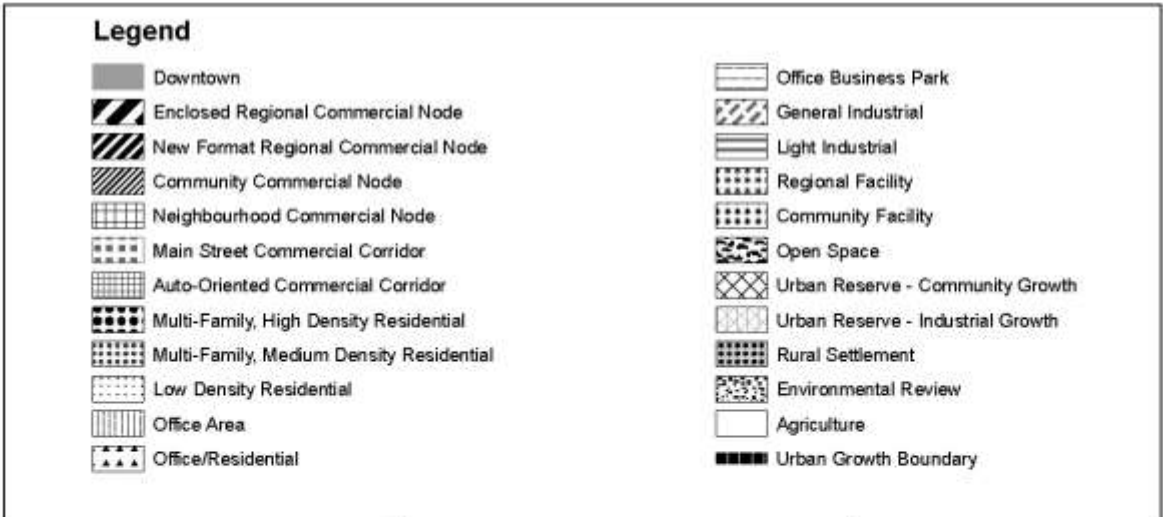 Legend
Downtown
Enclosed Regional Commercial Node
New Format Regional Commercial Node
Community Commercial Node
Neighbourhood Commercial Node
Main Street Commercial Corridor
Auto-Oriented Commercial Corridor
Multi-Family, High Density Residential
Multi-Family, Medium Density Residential
Low Density Residential
Office Area
Office/Residential
Office Business Park
General Industrial
Light Industrial
Regional Facility
Community Facility
Open Space
Urban Reserve - Community Growth
Urban Reserve - Industrial Growth
Rural Settlement
Environmental Review
Agriculture
Urban Growth Boundary